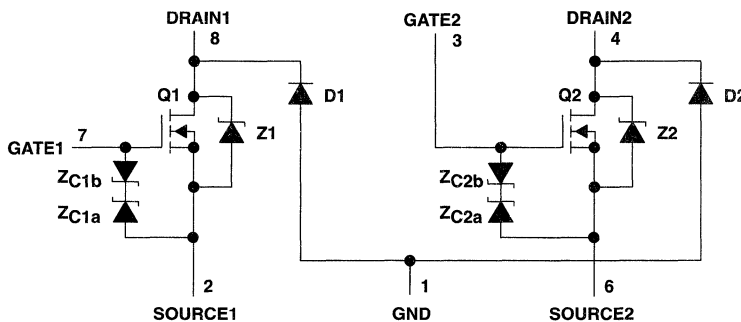 DRAIN1
8
GATE2
3
DRAIN2
4
Q1
D1
Q2
D2
Z1
Z2
7
GATE1
ZC1b
ZC1a
ZC2b
ZC2a
2
1
6
SOURCE1
GND
SOURCE2